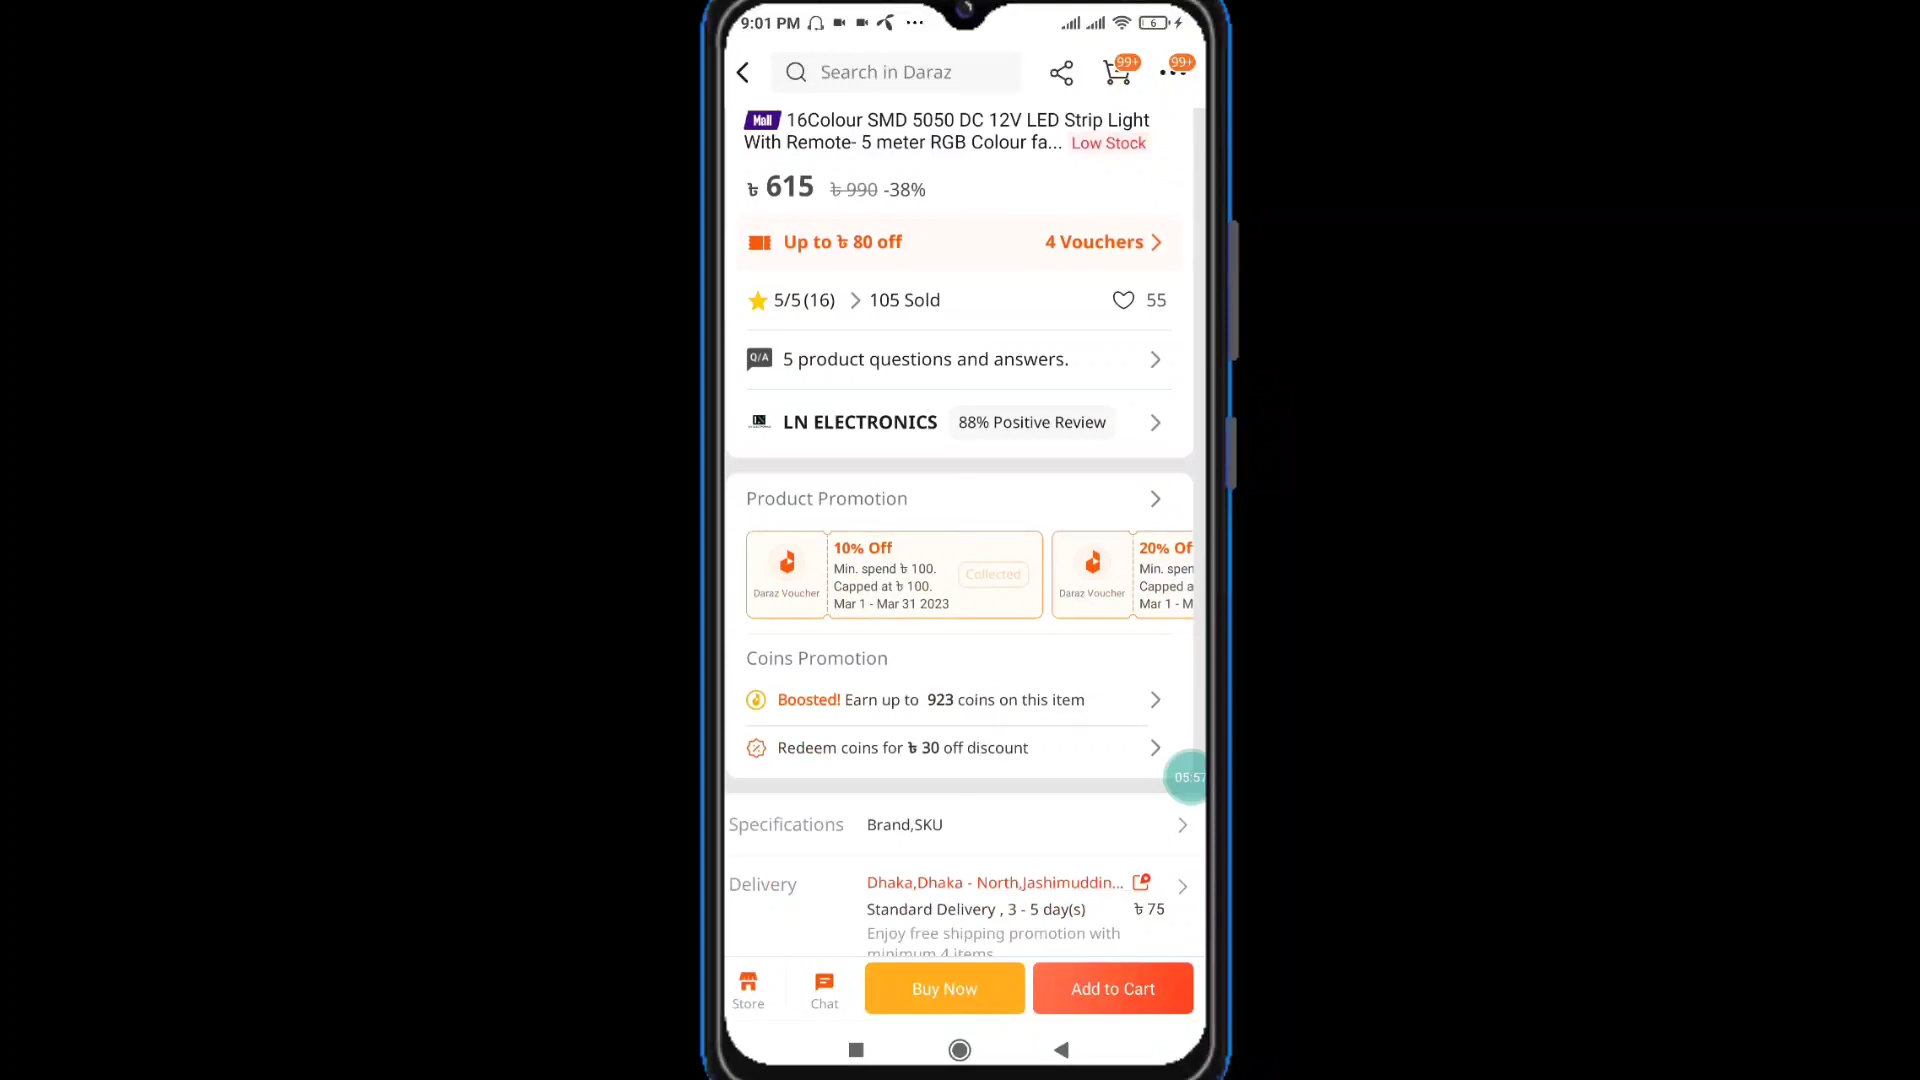 9:01 PM
6
Search in Daraz
99+
99+
Mall 16Colour SMD 5050 DC 12V LED Strip Light
With Remote- 5 meter RGB Colour fa... Low Stock
৳ 615 ৳ 990 -38%
Up to ৳ 80 off
4 Vouchers
5/5(16)
105 Sold
55
Q/A
5 product questions and answers.
LN ELECTRONICS
88% Positive Review
Product Promotion
Daraz Voucher
10% Off
Min. spend ৳ 100.
Capped at ৳ 100.
Mar 1 - Mar 31 2023
Collected
Daraz Voucher
20% Of
Min. spen
Capped a
Mar 1 - M
Coins Promotion
Boosted! Earn up to 923 coins on this item
Redeem coins for ৳ 30 off discount
05:57
Specifications
Brand,SKU
Delivery
Dhaka,Dhaka - North,Jashimuddin...
Standard Delivery , 3 - 5 day(s)
৳ 75
Enjoy free shipping promotion with
minimum 4 items
Store
Chat
Buy Now
Add to Cart